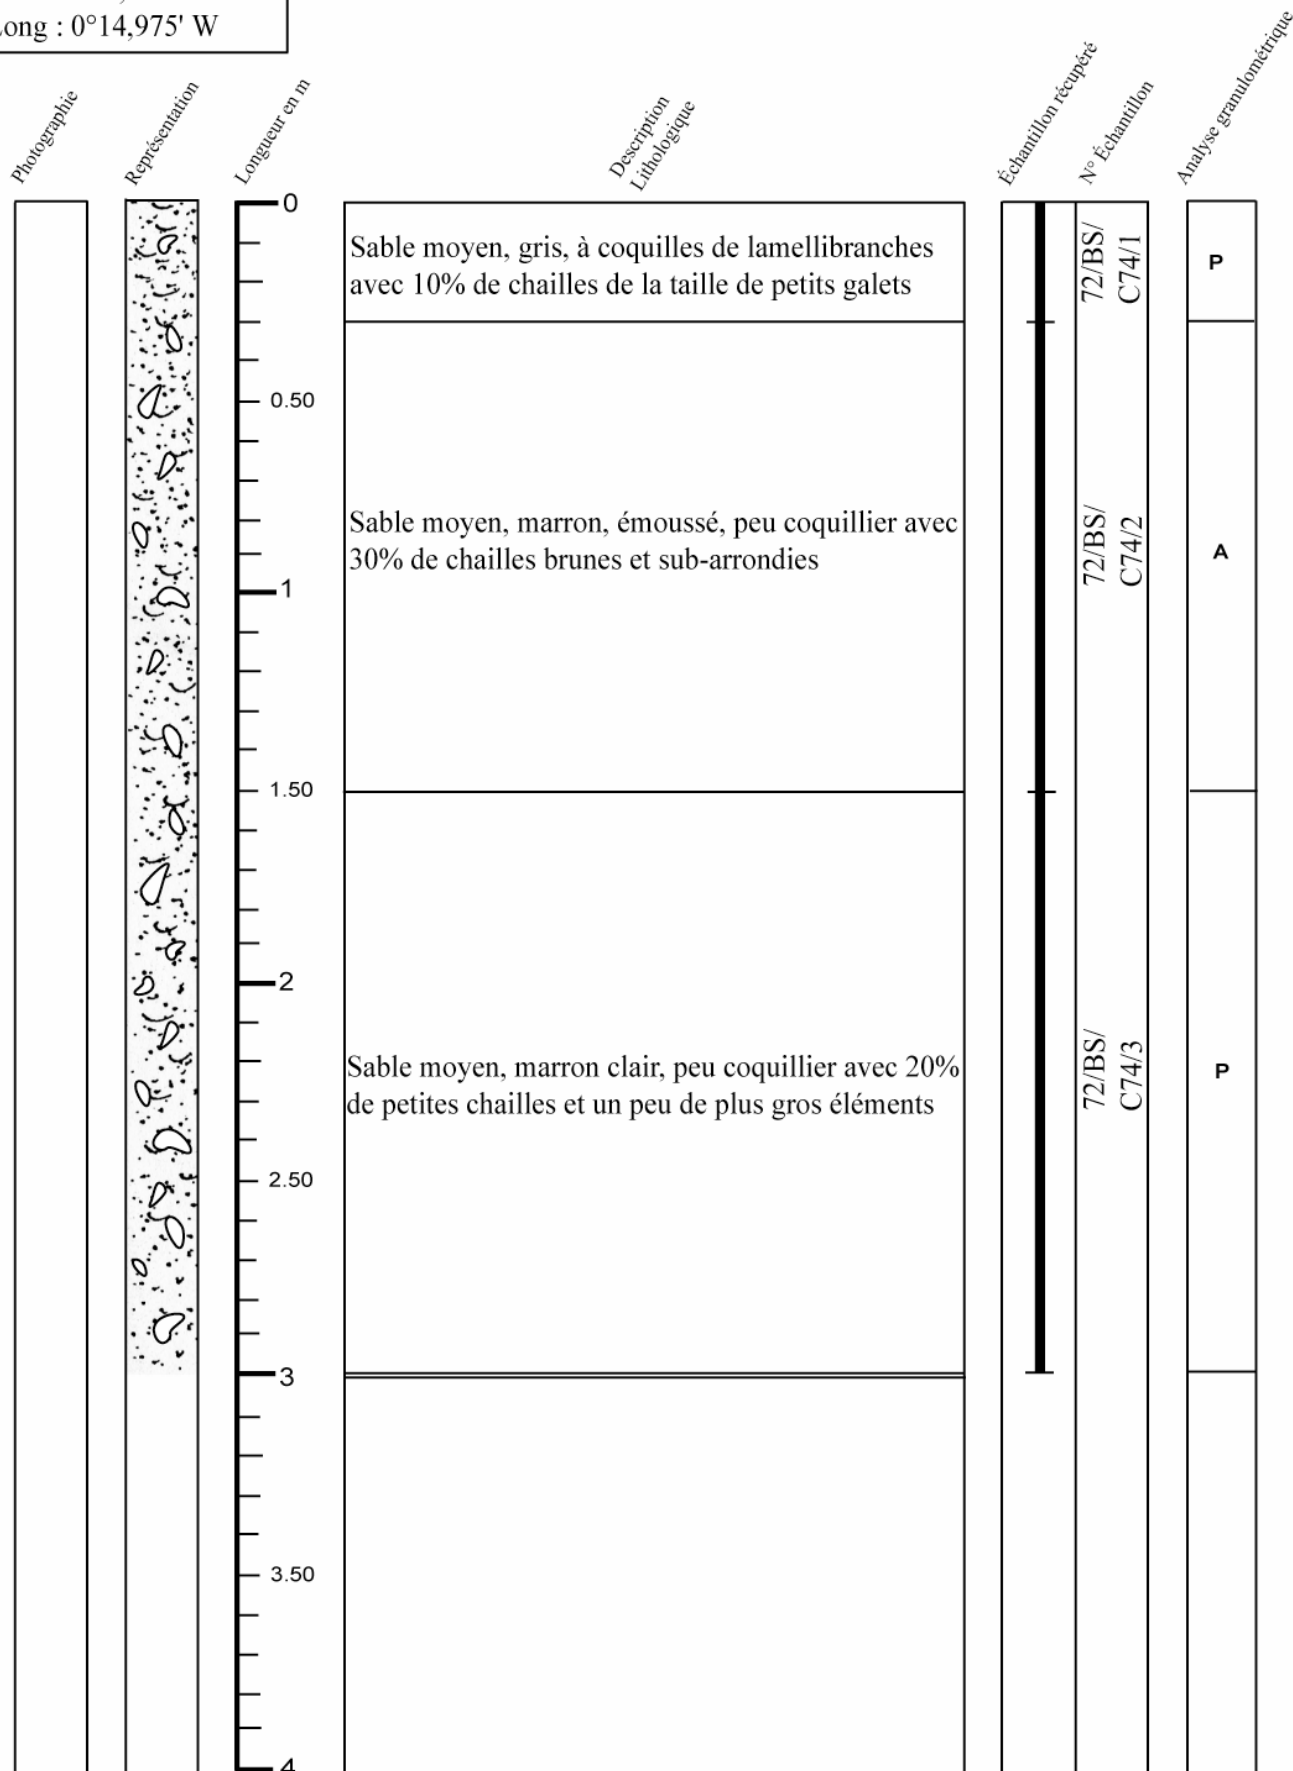 Long : 0°14,975' W
Photographie
Représentation
Longueur en m
Description
Lithologique
Échantillon récupéré
N° Échantillon
Analyse granulométrique
0
Sable moyen, gris, à coquilles de lamellibranches
avec 10% de chailles de la taille de petits galets
72/BS/
C74/1
P
0.50
Sable moyen, marron, émoussé, peu coquillier avec
30% de chailles brunes et sub-arrondies
72/BS/
C74/2
A
1
1.50
2
Sable moyen, marron clair, peu coquillier avec 20%
de petites chailles et un peu de plus gros éléments
72/BS/
C74/3
P
2.50
3
3.50
4